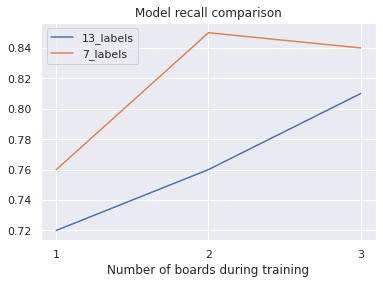 Model recall comparison
13_labels
7_labels
0.84
0.82
0.80
0.78
0.76
0.74
0.72
1 2 3
Number of boards during training